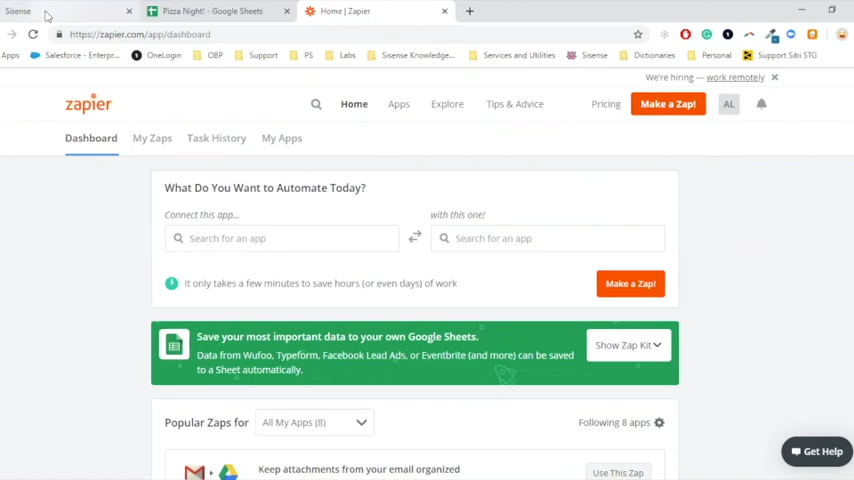 Sisense
Pizza Night! - Google Sheets
Home | Zapier
https://zapier.com/app/dashboard
Apps
Salesforce - Enterpr...
OneLogin
OBP
Support
PS
Labs
Sisense Knowledge...
Services and Utilities
Sisense
Dictionaries
Personal
Support Sibi STG
We're hiring — work remotely
zapier
Home
Apps
Explore
Tips & Advice
Pricing
Make a Zap!
AL
Dashboard
My Zaps
Task History
My Apps
What Do You Want to Automate Today?
Connect this app...
with this one!
Search for an app
Search for an app
It only takes a few minutes to save hours (or even days) of work
Make a Zap!
Save your most important data to your own Google Sheets.
Data from Wufoo, Typeform, Facebook Lead Ads, or Eventbrite (and more) can be saved
to a Sheet automatically.
Show Zap Kit
Popular Zaps for
All My Apps (8)
Following 8 apps
Keep attachments from your email organized
Use This Zap
Get Help